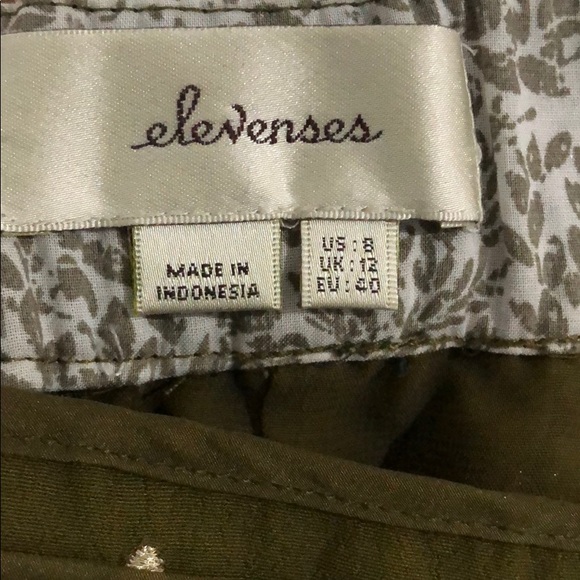 elevenses
MADE IN
INDONESIA
US: 8
UK: 12
EU: 40